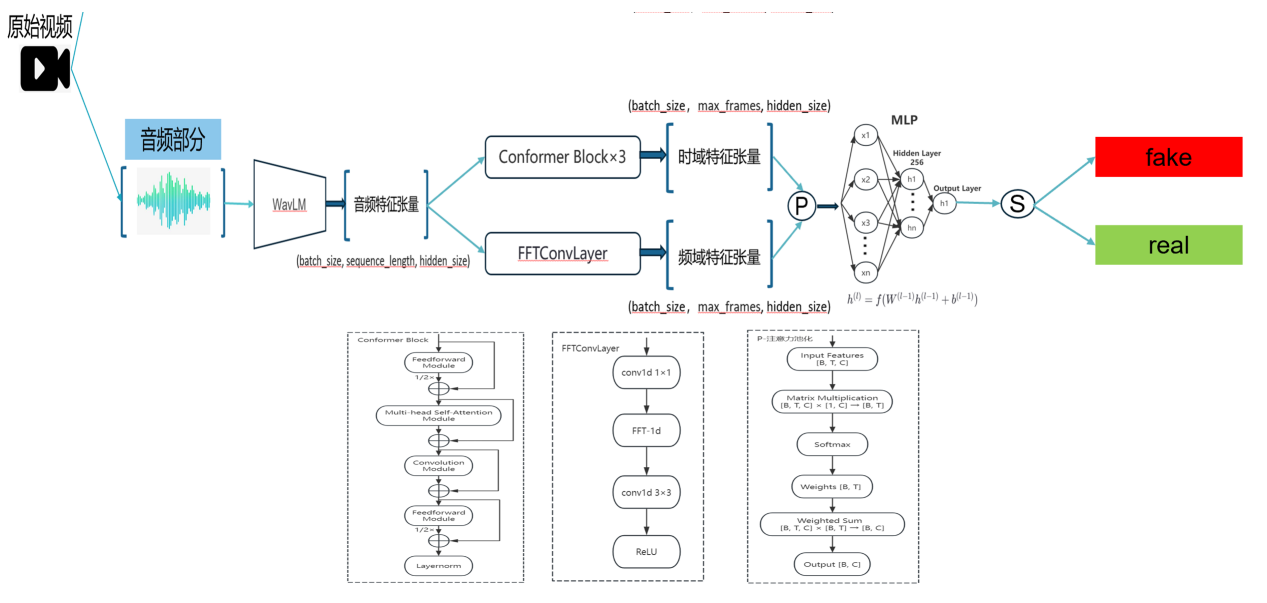 原始视频
音频部分
WavLM
音频特征张量
(batch_size, sequence_length, hidden_size)
Conformer Block×3
FFTConvLayer
(batch_size， max_frames, hidden_size)
时域特征张量
频域特征张量
(batch_size， max_frames, hidden_size)
P
MLP
Hidden Layer
256
Output Layer
x1
x2
x3
xn
h1
hn
h1
h^{(l)} = f(W^{(l-1)}h^{(l-1)} + b^{(l-1)})
S
fake
real
Conformer Block
Feedforward
Module
1/2×
Multi-head Self-Attention
Module
Convolution
Module
Feedforward
Module
1/2×
Layernorm
FFTConvLayer
conv1d 1×1
FFT-1d
conv1d 3×3
ReLU
P-注意力池化
Input Features
[B, T, C]
Matrix Multiplication
[B, T, C] × [1, C] → [B, T]
Softmax
Weights [B, T]
Weighted Sum
[B, T, C] × [B, T] → [B, C]
Output [B, C]